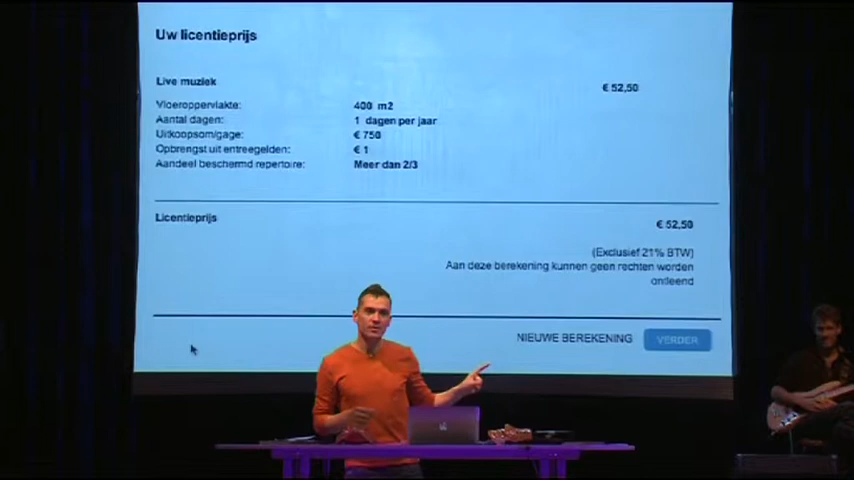 Uw licentieprijs
Live muziek
€ 52,50
Vloeroppervlakte: 400 m2
Aantal dagen: 1 dagen per jaar
Uitkoopsom/gage: € 750
Opbrengst uit entreegelden: € 1
Aandeel beschermd repertoire: Meer dan 2/3
Licentieprijs € 52,50
(Exclusief 21% BTW)
Aan deze berekening kunnen geen rechten worden
ontleend
NIEUWE BEREKENING VERDER